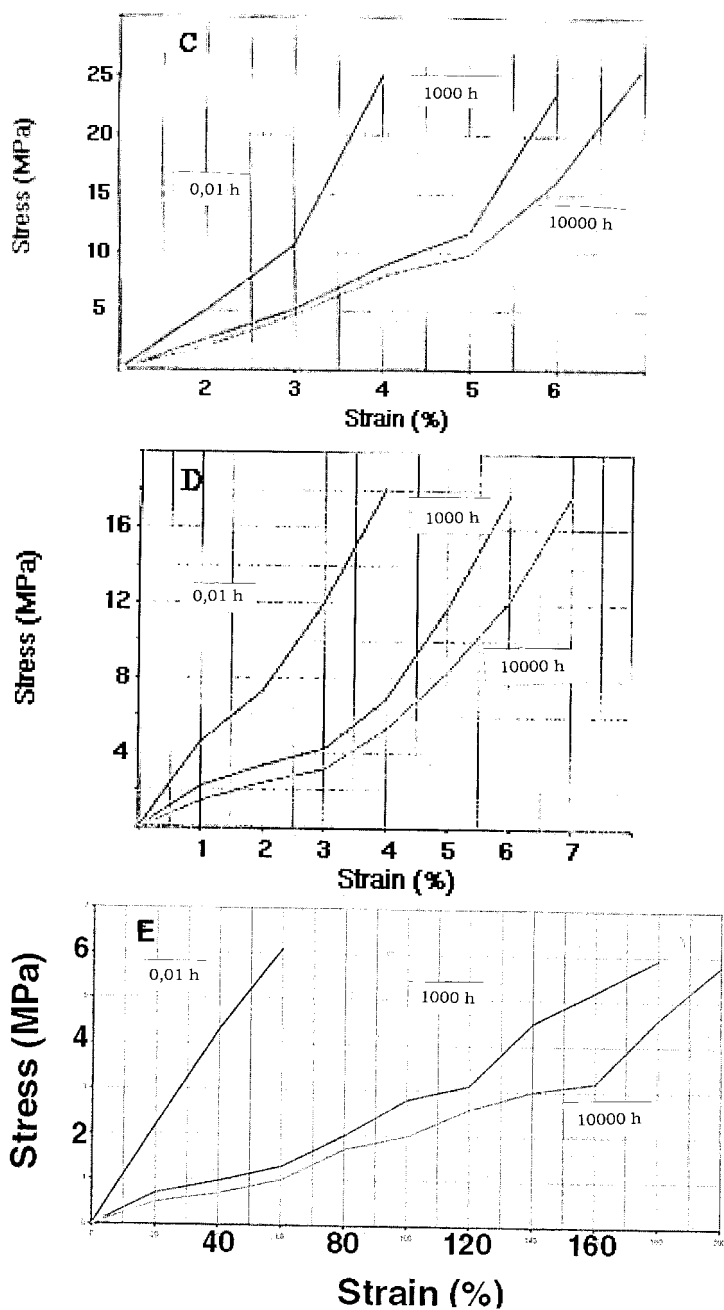 C
25
1000 h
20
0,01 h
15
10000 h
10
5
Stress (MPa)
2 3 4 5 6
Strain (%)
D
16
1000 h
0,01 h
12
10000 h
8
4
Stress (MPa)
1 2 3 4 5 6 7
Strain (%)
E
6
0,01 h
1000 h
4
10000 h
2
Stress (MPa)
40 80 120 160
Strain (%)